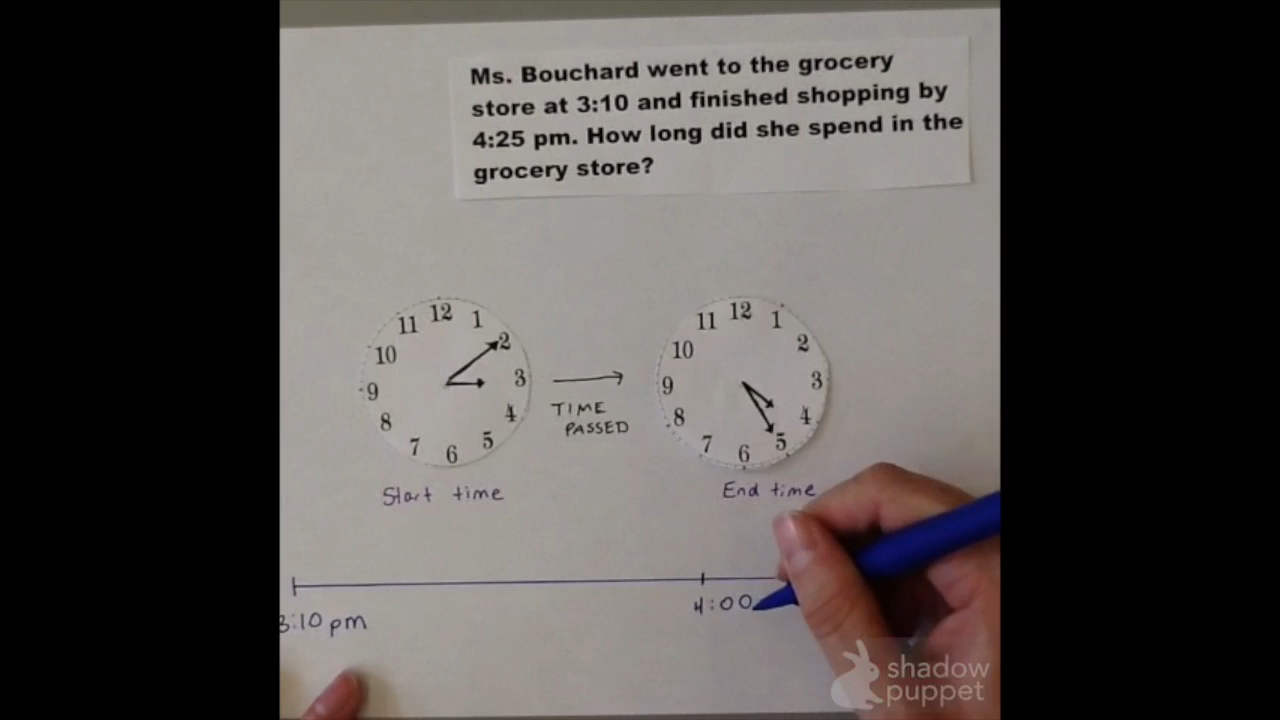 Ms. Bouchard went to the grocery
store at 3:10 and finished shopping by
4:25 pm. How long did she spend in the
grocery store?
12
11
1
10
2
9
3
8
4
7
5
6
TIME
PASSED
12
11
1
10
2
9
3
8
4
7
5
6
Start time
End time
3:10 pm
4:00
shadow
puppet